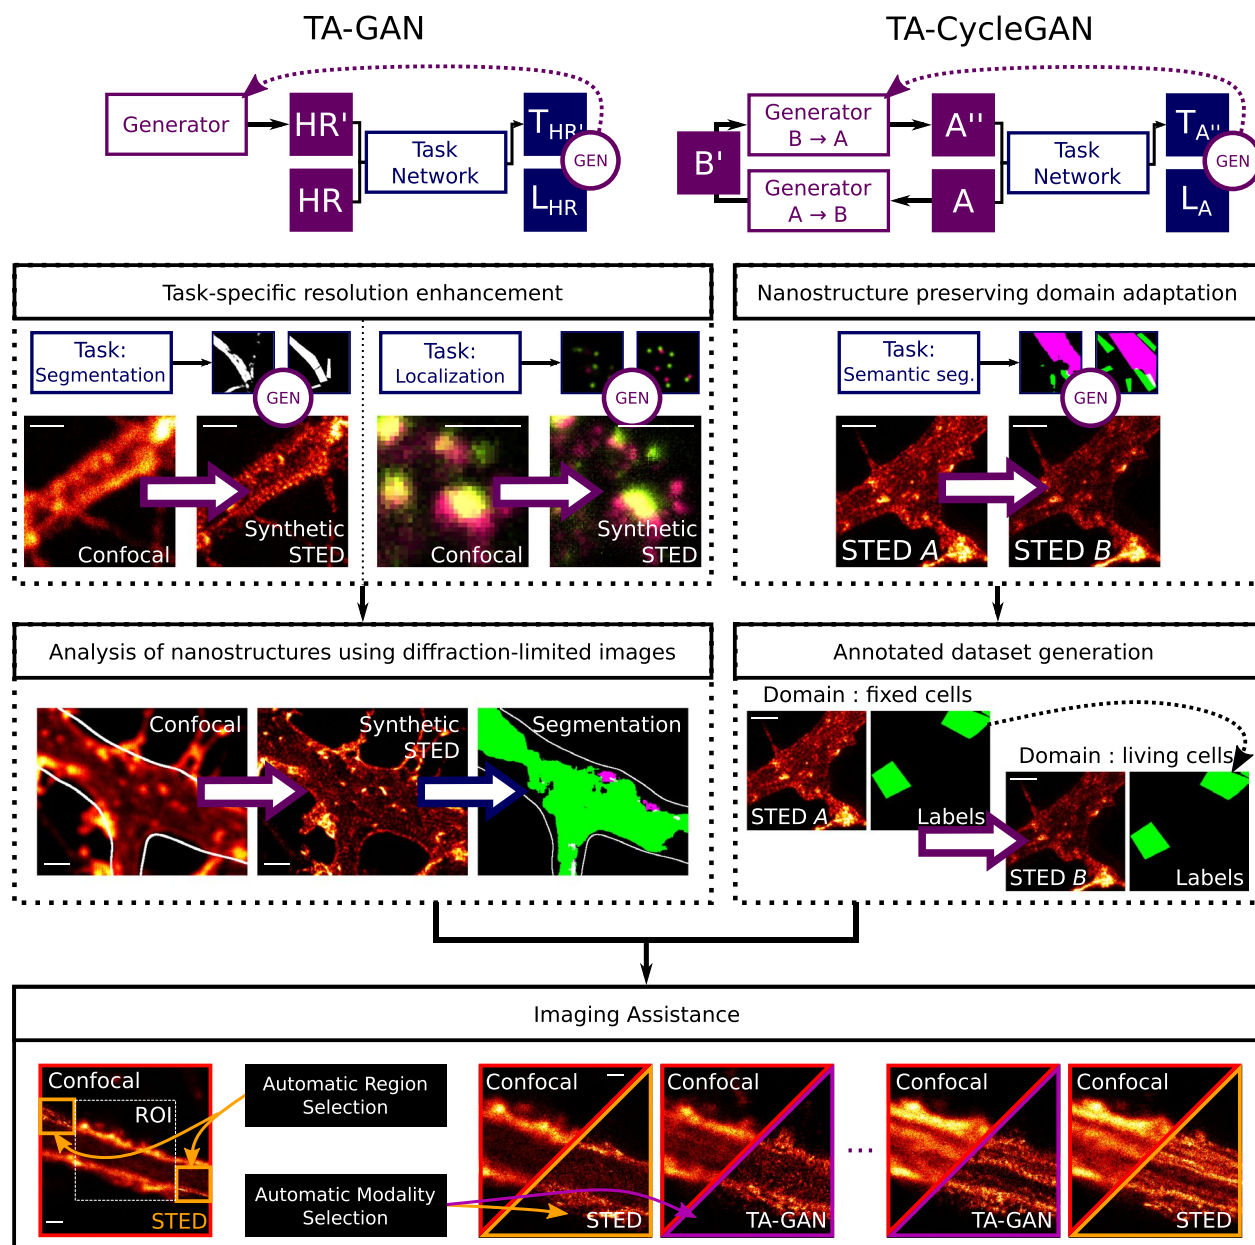 TA-GAN
TA-CycleGAN
Generator
HR'
HR
Task
Network
T HR'
L HR
GEN
B'
Generator
B → A
Generator
A → B
A''
A
Task
Network
T A''
L A
GEN
Task-specific resolution enhancement
Task:
Segmentation
GEN
Confocal
Synthetic
STED
Task:
Localization
GEN
Confocal
Synthetic
STED
Nanostructure preserving domain adaptation
Task:
Semantic seg.
GEN
STED A
STED B
Analysis of nanostructures using diffraction-limited images
Confocal
Synthetic
STED
Segmentation
Annotated dataset generation
Domain : fixed cells
STED A
Labels
Domain : living cells
STED B
Labels
Imaging Assistance
Confocal
ROI
STED
Automatic Region
Selection
Automatic Modality
Selection
Confocal
STED
Confocal
TA-GAN
...
Confocal
TA-GAN
Confocal
STED